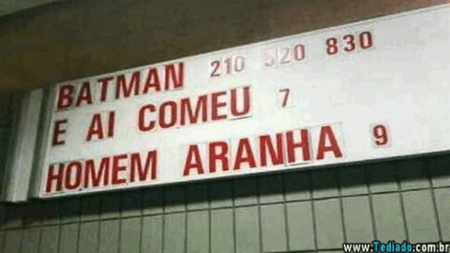 BATMAN 210 520 830
E AI COMEU 7
HOMEM ARANHA 9
www.Tediado.com.br